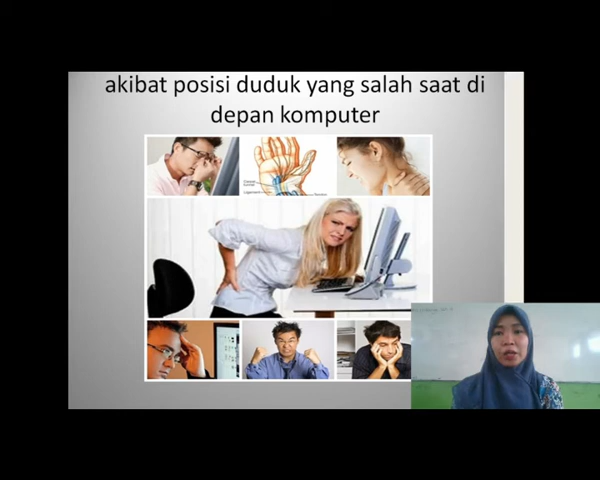 akibat posisi duduk yang salah saat di
depan komputer